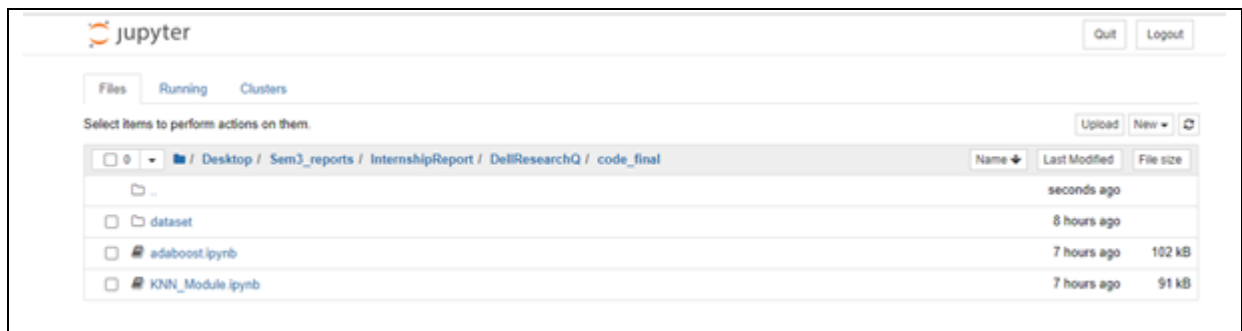 jupyter
Quit Logout
Files Running Clusters
Select items to perform actions on them.
Upload New
0 / Desktop / Sem3_reports / InternshipReport / DellResearchQ / code_final Name Last Modified File size
.. seconds ago
dataset 8 hours ago
adaboost.ipynb 7 hours ago 102 kB
KNN_Module.ipynb 7 hours ago 91 kB